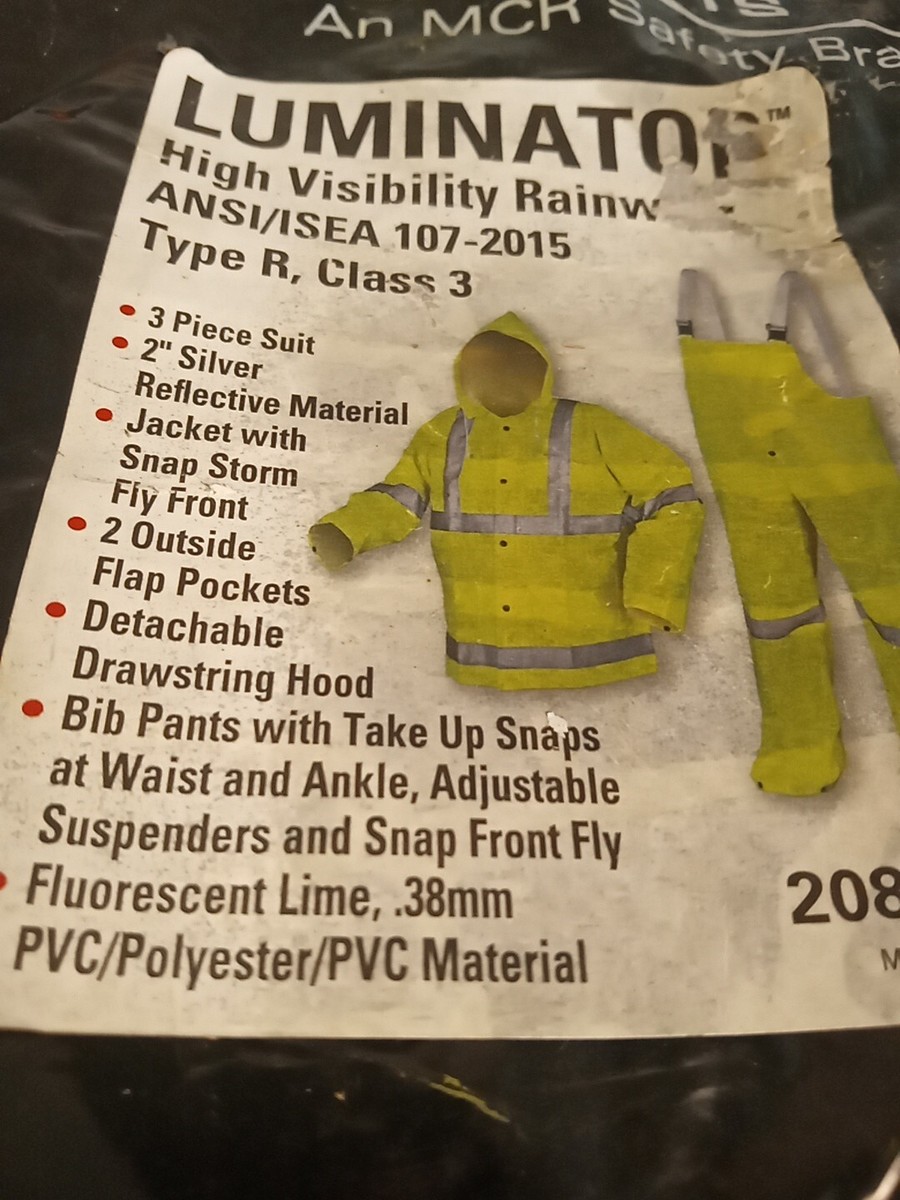 An MCR Safety
LUMINATOR™
High Visibility
ANSI/ISEA 107-2015
Type R, Class 3
• 3 Piece Suit
• 2" Silver
Reflective Material
• Jacket with
Snap Storm
Fly Front
• 2 Outside
Flap Pockets
• Detachable
Drawstring Hood
• Bib Pants with Take Up Snaps
at Waist and Ankle, Adjustable
Suspenders and Snap Front Fly
• Fluorescent Lime, .38mm
PVC/Polyester/PVC Material
208